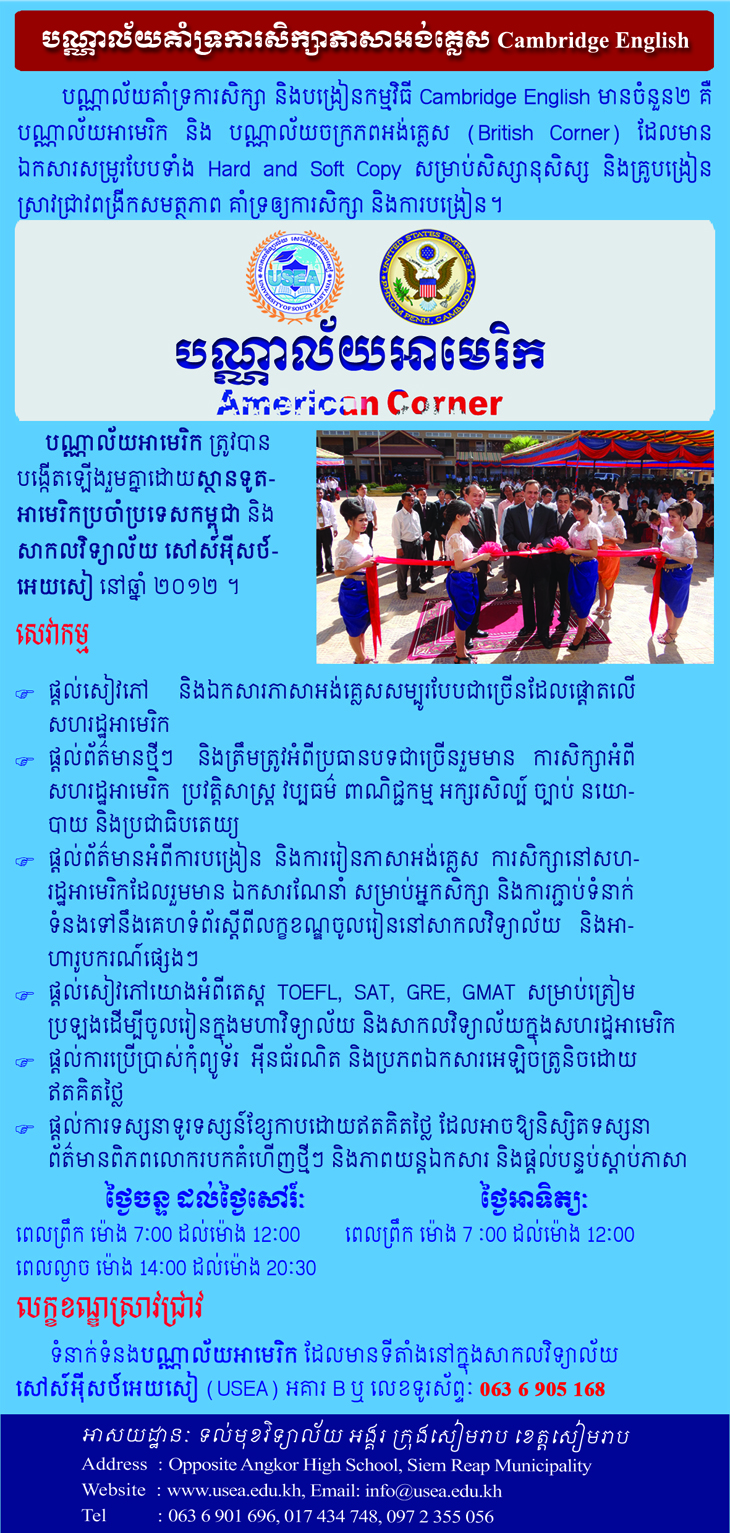 បណ្ណាល័យគាំទ្រការសិក្សាភាសាអង់គ្លេស Cambridge English
បណ្ណាល័យគាំទ្រការសិក្សា និងបង្រៀនកម្មវិធី Cambridge English មានចំនួន២ គឺ
បណ្ណាល័យអាមេរិក និង បណ្ណាល័យចក្រភពអង់គ្លេស (British Corner) ដែលមាន
ឯកសារសម្រូរបែបទាំង Hard and Soft Copy សម្រាប់សិស្សានុសិស្ស និងគ្រូបង្រៀន
ស្រាវជ្រាវពង្រីកសមត្ថភាព គាំទ្រឲ្យការសិក្សា និងការបង្រៀន។
USEA
UNIVERSITY OF SOUTH-EAST ASIA
UNITED STATES EMBASSY
PHNOM PENH, CAMBODIA
បណ្ណាល័យអាមេរិក
American Corner
បណ្ណាល័យអាមេរិក ត្រូវបាន
បង្កើតឡើងរួមគ្នាដោយស្ថានទូត-
អាមេរិកប្រចាំប្រទេសកម្ពុជា និង
សាកលវិទ្យាល័យ សៅស៍អ៊ីសថ៍-
អេយសៀ នៅឆ្នាំ ២០១២ ។
សេវាកម្ម
☞ ផ្តល់សៀវភៅ និងឯកសារភាសាអង់គ្លេសសម្បូរបែបជាច្រើនដែលផ្តោតលើ
សហរដ្ឋអាមេរិក
☞ ផ្តល់ព័ត៌មានថ្មីៗ និងត្រឹមត្រូវអំពីប្រធានបទជាច្រើនរួមមាន ការសិក្សាអំពី
សហរដ្ឋអាមេរិក ប្រវត្តិសាស្ត្រ វប្បធម៌ ពាណិជ្ជកម្ម អក្សរសិល្ប៍ ច្បាប់ នយោ-
បាយ និងប្រជាធិបតេយ្យ
☞ ផ្តល់ព័ត៌មានអំពីការបង្រៀន និងការរៀនភាសាអង់គ្លេស ការសិក្សានៅសហ-
រដ្ឋអាមេរិកដែលរួមមាន ឯកសារណែនាំ សម្រាប់អ្នកសិក្សា និងការភ្ជាប់ទំនាក់
ទំនងទៅនឹងគេហទំព័រស្តីពីលក្ខខណ្ឌចូលរៀននៅសាកលវិទ្យាល័យ និងអា-
ហារូបករណ៍ផ្សេងៗ
☞ ផ្តល់សៀវភៅយោងអំពីតេស្ត TOEFL, SAT, GRE, GMAT សម្រាប់ត្រៀម
ប្រឡងដើម្បីចូលរៀនក្នុងមហាវិទ្យាល័យ និងសាកលវិទ្យាល័យក្នុងសហរដ្ឋអាមេរិក
☞ ផ្តល់ការប្រើប្រាស់កុំព្យូទ័រ អ៊ីនធ័រណិត និងប្រភពឯកសារអេឡិចត្រូនិចដោយ
ឥតគិតថ្លៃ
☞ ផ្តល់ការទស្សនាទូរទស្សន៍ខ្សែកាបដោយឥតគិតថ្លៃ ដែលអាចឱ្យនិស្សិតទស្សនា
ព័ត៌មានពិភពលោករបកគំហើញថ្មីៗ និងភាពយន្តឯកសារ និងផ្តល់បន្ទប់ស្តាប់ភាសា
ថ្ងៃចន្ទ ដល់ថ្ងៃសៅរ៍: ថ្ងៃអាទិត្យ:
ពេលព្រឹក ម៉ោង 7:00 ដល់ម៉ោង 12:00 ពេលព្រឹក ម៉ោង 7 :00 ដល់ម៉ោង 12:00
ពេលល្ងាច ម៉ោង 14:00 ដល់ម៉ោង 20:30
លក្ខខណ្ឌស្រាវជ្រាវ
ទំនាក់ទំនងបណ្ណាល័យអាមេរិក ដែលមានទីតាំងនៅក្នុងសាកលវិទ្យាល័យ
សៅស៍អ៊ីសថ៍អេយសៀ (USEA) អគារ B ឬ លេខទូរស័ព្ទ: 063 6 905 168
អាសយដ្ឋាន: ទល់មុខវិទ្យាល័យ អង្គរ ក្រុងសៀមរាប ខេត្តសៀមរាប
Address : Opposite Angkor High School, Siem Reap Municipality
Website : www.usea.edu.kh, Email: info@usea.edu.kh
Tel : 063 6 901 696, 017 434 748, 097 2 355 056